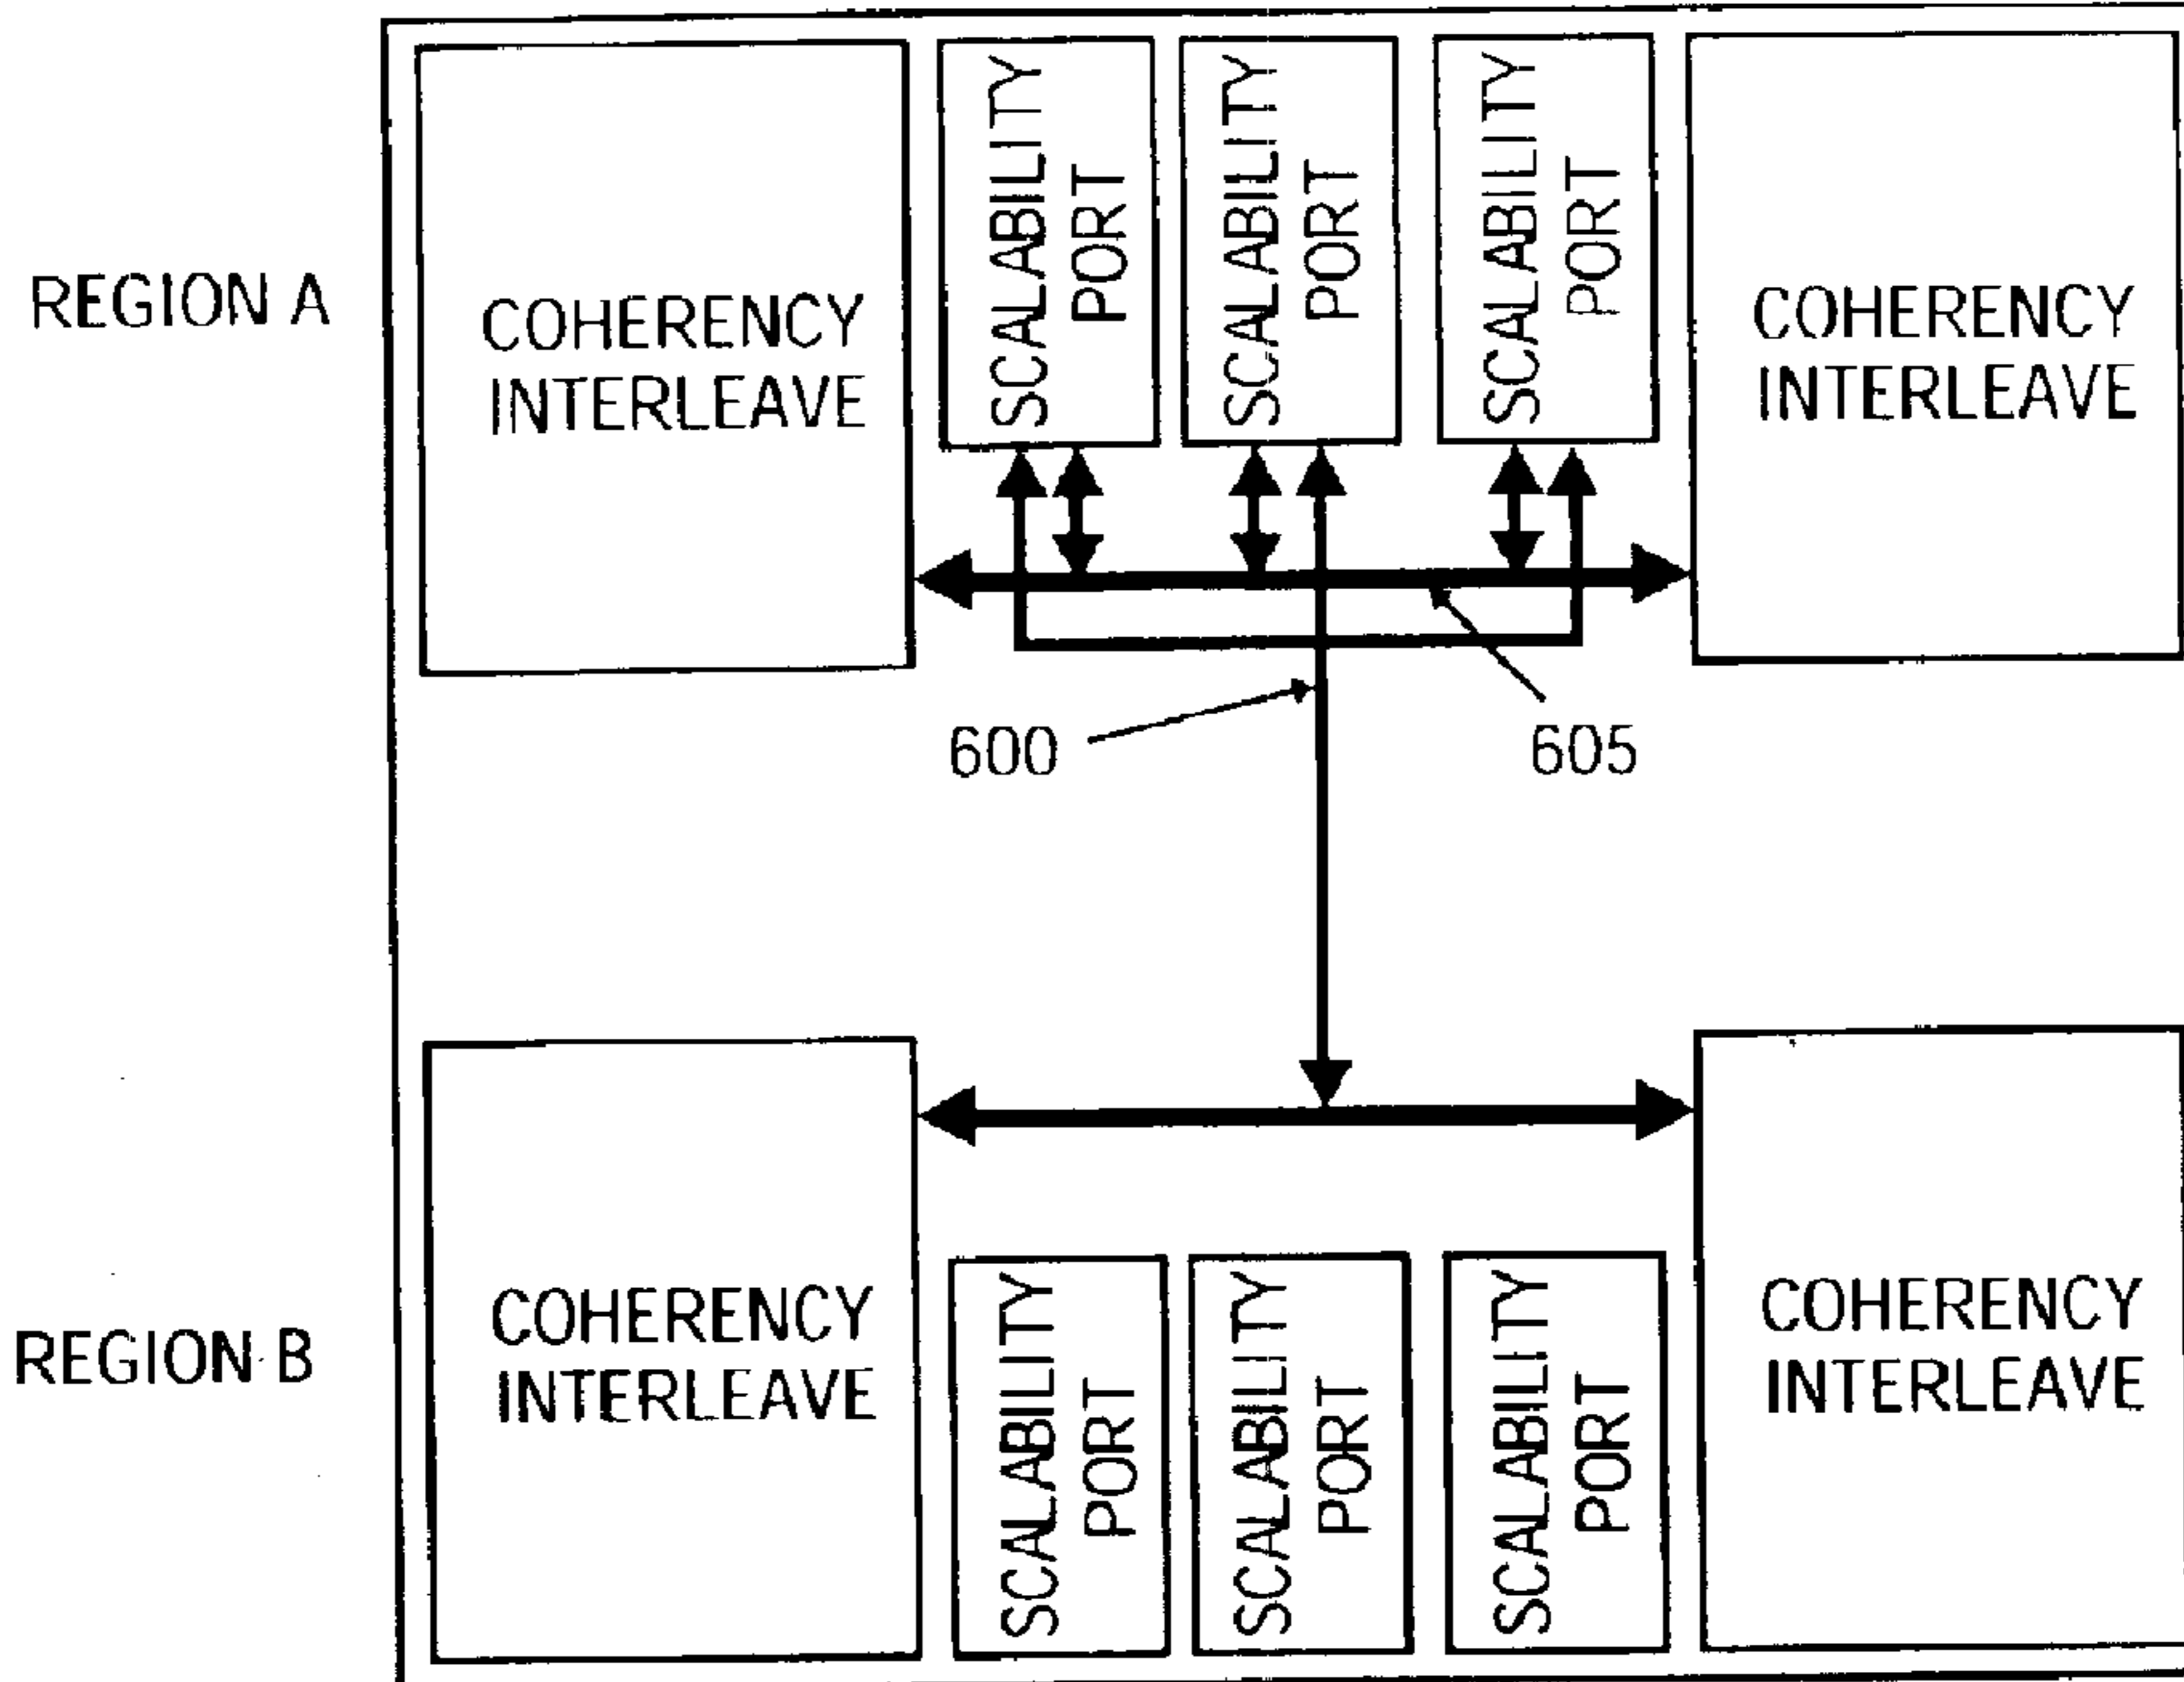 REGION A
COHERENCY
INTERLEAVE
SCALABILITY
PORT
SCALABILITY
PORT
SCALABILITY
PORT
COHERENCY
INTERLEAVE
600
605
REGION B
COHERENCY
INTERLEAVE
SCALABILITY
PORT
SCALABILITY
PORT
SCALABILITY
PORT
COHERENCY
INTERLEAVE